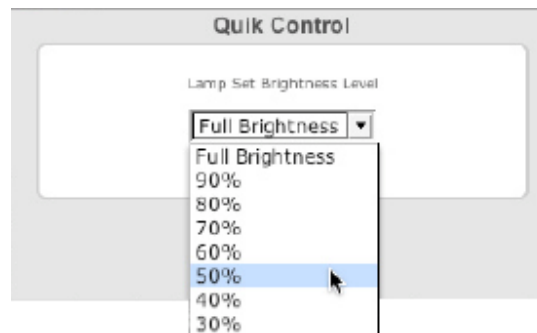 Quik Control
Lamp Set Brightness Level
Full Brightness
Full Brightness
90%
80%
70%
60%
50%
40%
30%